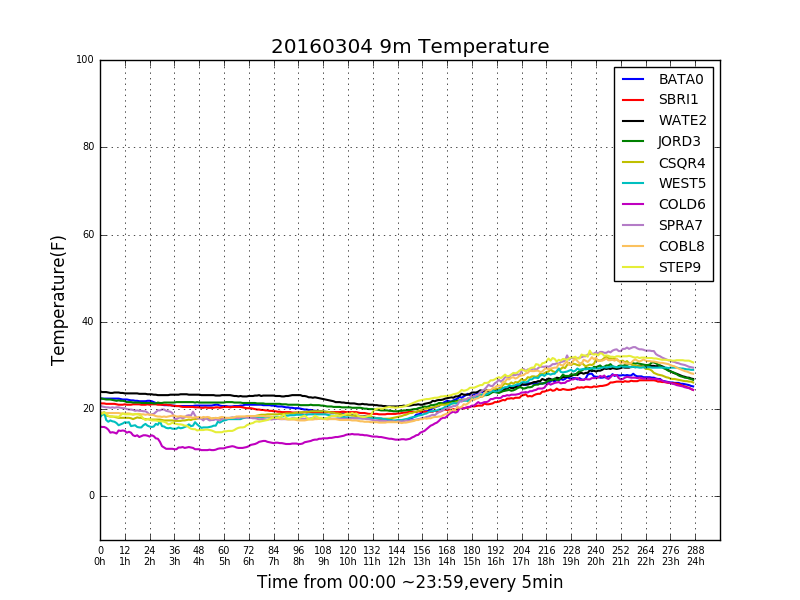 20160304 9m Temperature
100
80
60
40
20
0
Temperature(F)
BATA0
SBRI1
WATE2
JORD3
CSQR4
WEST5
COLD6
SPRA7
COBL8
STEP9
0 12 24 36 48 60 72 84 96 108 120 132 144 156 168 180 192 204 216 228 240 252 264 276 288
0h 1h 2h 3h 4h 5h 6h 7h 8h 9h 10h 11h 12h 13h 14h 15h 16h 17h 18h 19h 20h 21h 22h 23h 24h
Time from 00:00 ~23:59,every 5min